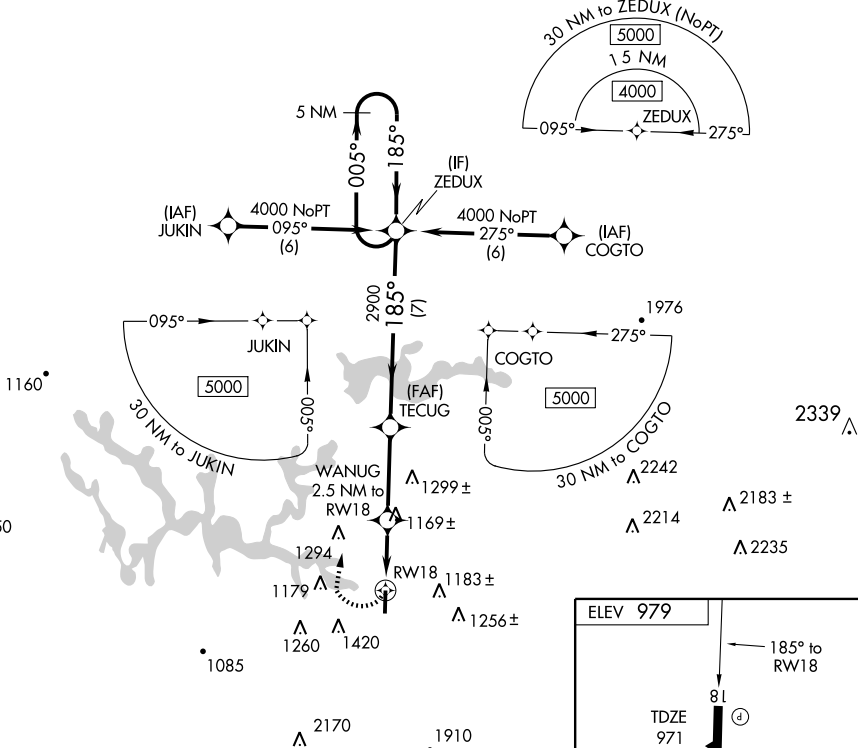 30 NM to ZEDUX (NoPT)
5000
15 NM
4000
ZEDUX
095°
275°
5 NM
005°
185°
(IF)
ZEDUX
(IAF)
JUKIN
4000 NoPT
095°
(6)
4000 NoPT
275°
(6)
(IAF)
COGTO
2900
185°
(7)
1976
095°
JUKIN
5000
005°
30 NM to JUKIN
COGTO
275°
5000
005°
30 NM to COGTO
1160
(FAF)
TECUG
2339
WANUG
2.5 NM to
RW18
1299 ±
2242
2183 ±
1169 ±
2214
1294
2235
RW18
1179
1183 ±
1256 ±
1260
1420
1085
2170
1910
ELEV 979
185° to
RW18
18
P
TDZE
971